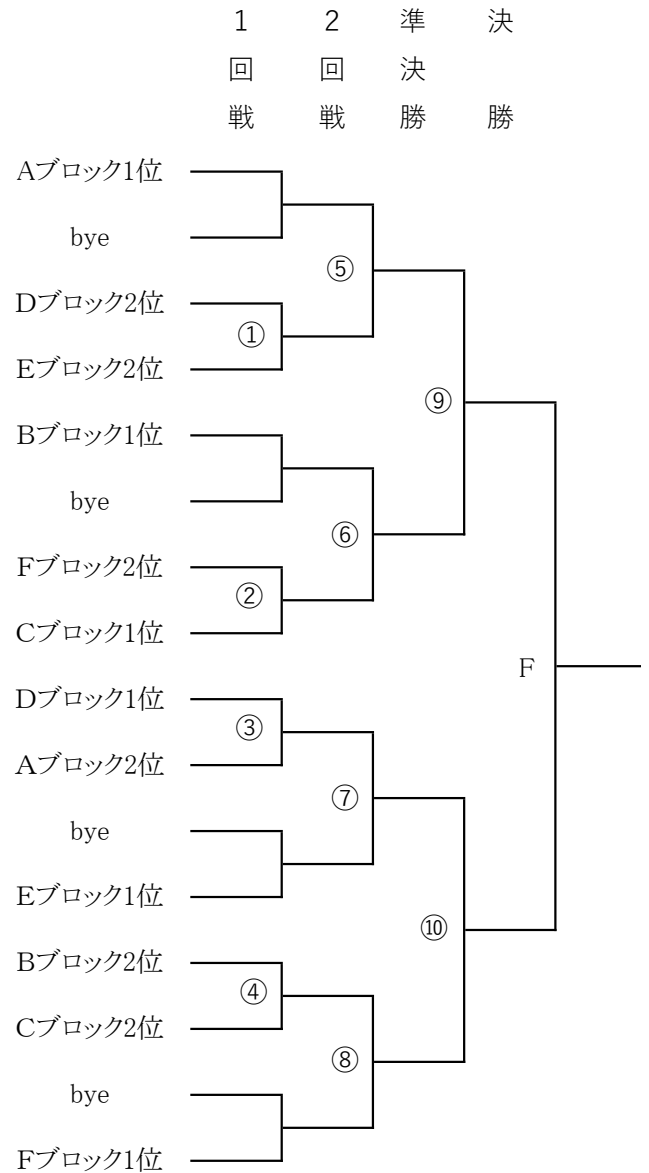 1回戦
2回戦
準決勝
決勝
Aブロック1位
bye
⑤
Dブロック2位
①
Eブロック2位
⑨
Bブロック1位
bye
⑥
Fブロック2位
②
Cブロック1位
F
Dブロック1位
③
Aブロック2位
⑦
bye
Eブロック1位
⑩
Bブロック2位
④
Cブロック2位
⑧
bye
Fブロック1位